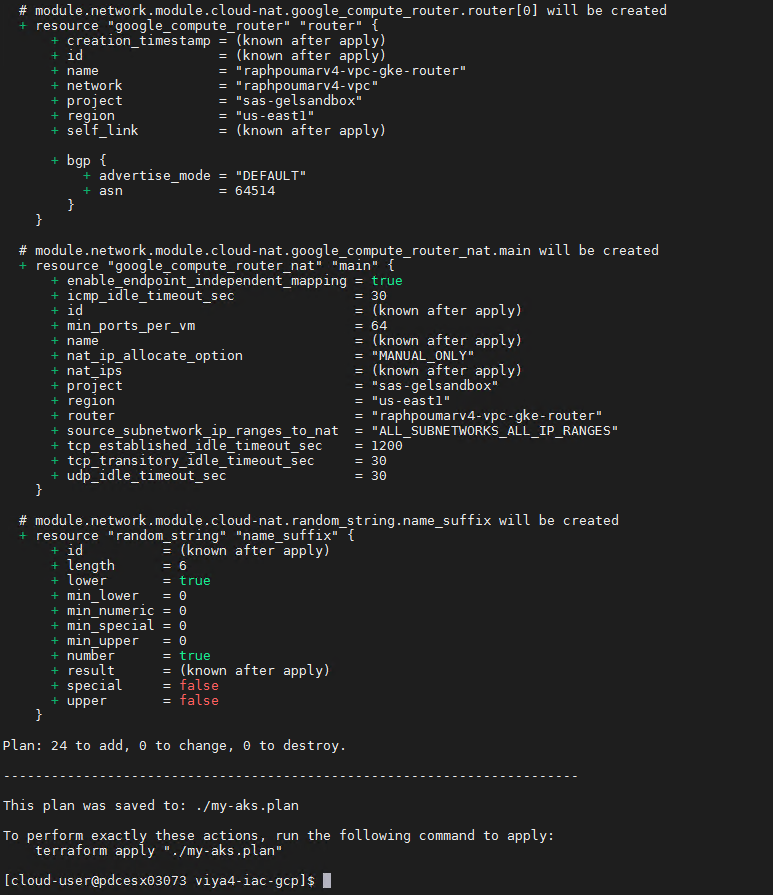 # module.network.module.cloud-nat.google_compute_router.router[0] will be created
+ resource "google_compute_router" "router" {
+ creation_timestamp = (known after apply)
+ id = (known after apply)
+ name = "raphpoumarv4-vpc-gke-router"
+ network = "raphpoumarv4-vpc"
+ project = "sas-gelsandbox"
+ region = "us-east1"
+ self_link = (known after apply)
+ bgp {
+ advertise_mode = "DEFAULT"
+ asn = 64514
}
}
# module.network.module.cloud-nat.google_compute_router_nat.main will be created
+ resource "google_compute_router_nat" "main" {
+ enable_endpoint_independent_mapping = true
+ icmp_idle_timeout_sec = 30
+ id = (known after apply)
+ min_ports_per_vm = 64
+ name = (known after apply)
+ nat_ip_allocate_option = "MANUAL_ONLY"
+ nat_ips = (known after apply)
+ project = "sas-gelsandbox"
+ region = "us-east1"
+ router = "raphpoumarv4-vpc-gke-router"
+ source_subnetwork_ip_ranges_to_nat = "ALL_SUBNETWORKS_ALL_IP_RANGES"
+ tcp_established_idle_timeout_sec = 1200
+ tcp_transitory_idle_timeout_sec = 30
+ udp_idle_timeout_sec = 30
}
# module.network.module.cloud-nat.random_string.name_suffix will be created
+ resource "random_string" "name_suffix" {
+ id = (known after apply)
+ length = 6
+ lower = true
+ min_lower = 0
+ min_numeric = 0
+ min_special = 0
+ min_upper = 0
+ number = true
+ result = (known after apply)
+ special = false
+ upper = false
}
Plan: 24 to add, 0 to change, 0 to destroy.
------------------------------------------------------------------------
This plan was saved to: ./my-aks.plan
To perform exactly these actions, run the following command to apply:
terraform apply "./my-aks.plan"
[cloud-user@pdcesx03073 viya4-iac-gcp]$